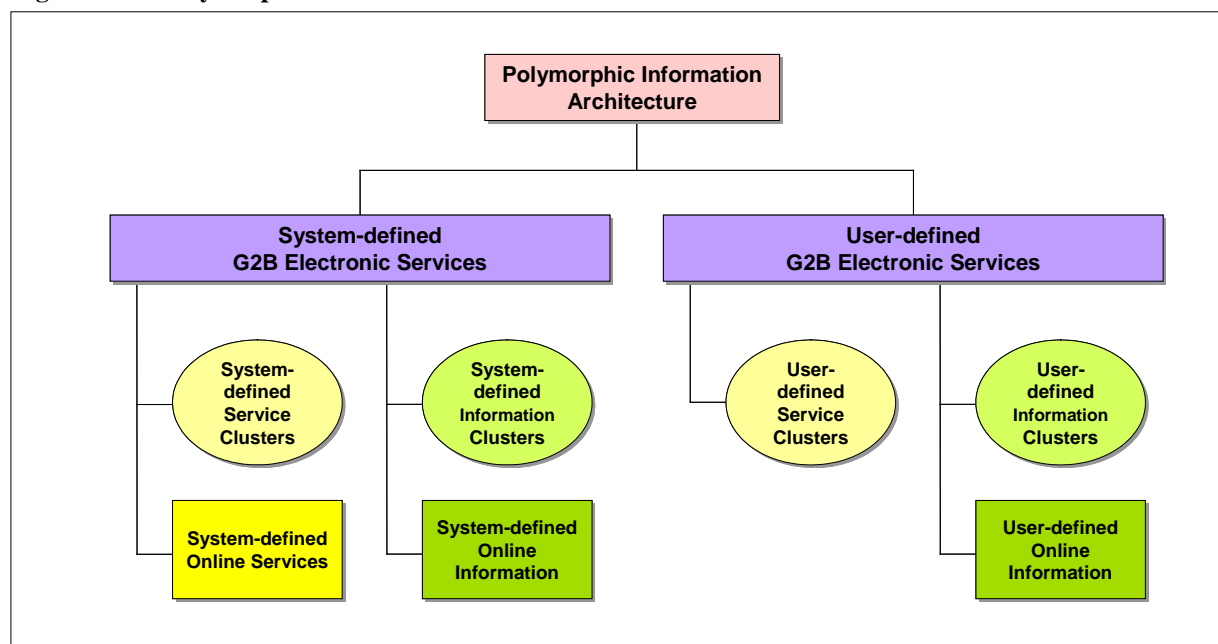 Polymorphic Information
Architecture
System-defined
G2B Electronic Services
User-defined
G2B Electronic Services
System-
defined
Service
Clusters
System-
defined
Information
Clusters
User-
defined
Service
Clusters
User-
defined
Information
Clusters
System-defined
Online Services
System-defined
Online
Information
User-defined
Online
Information